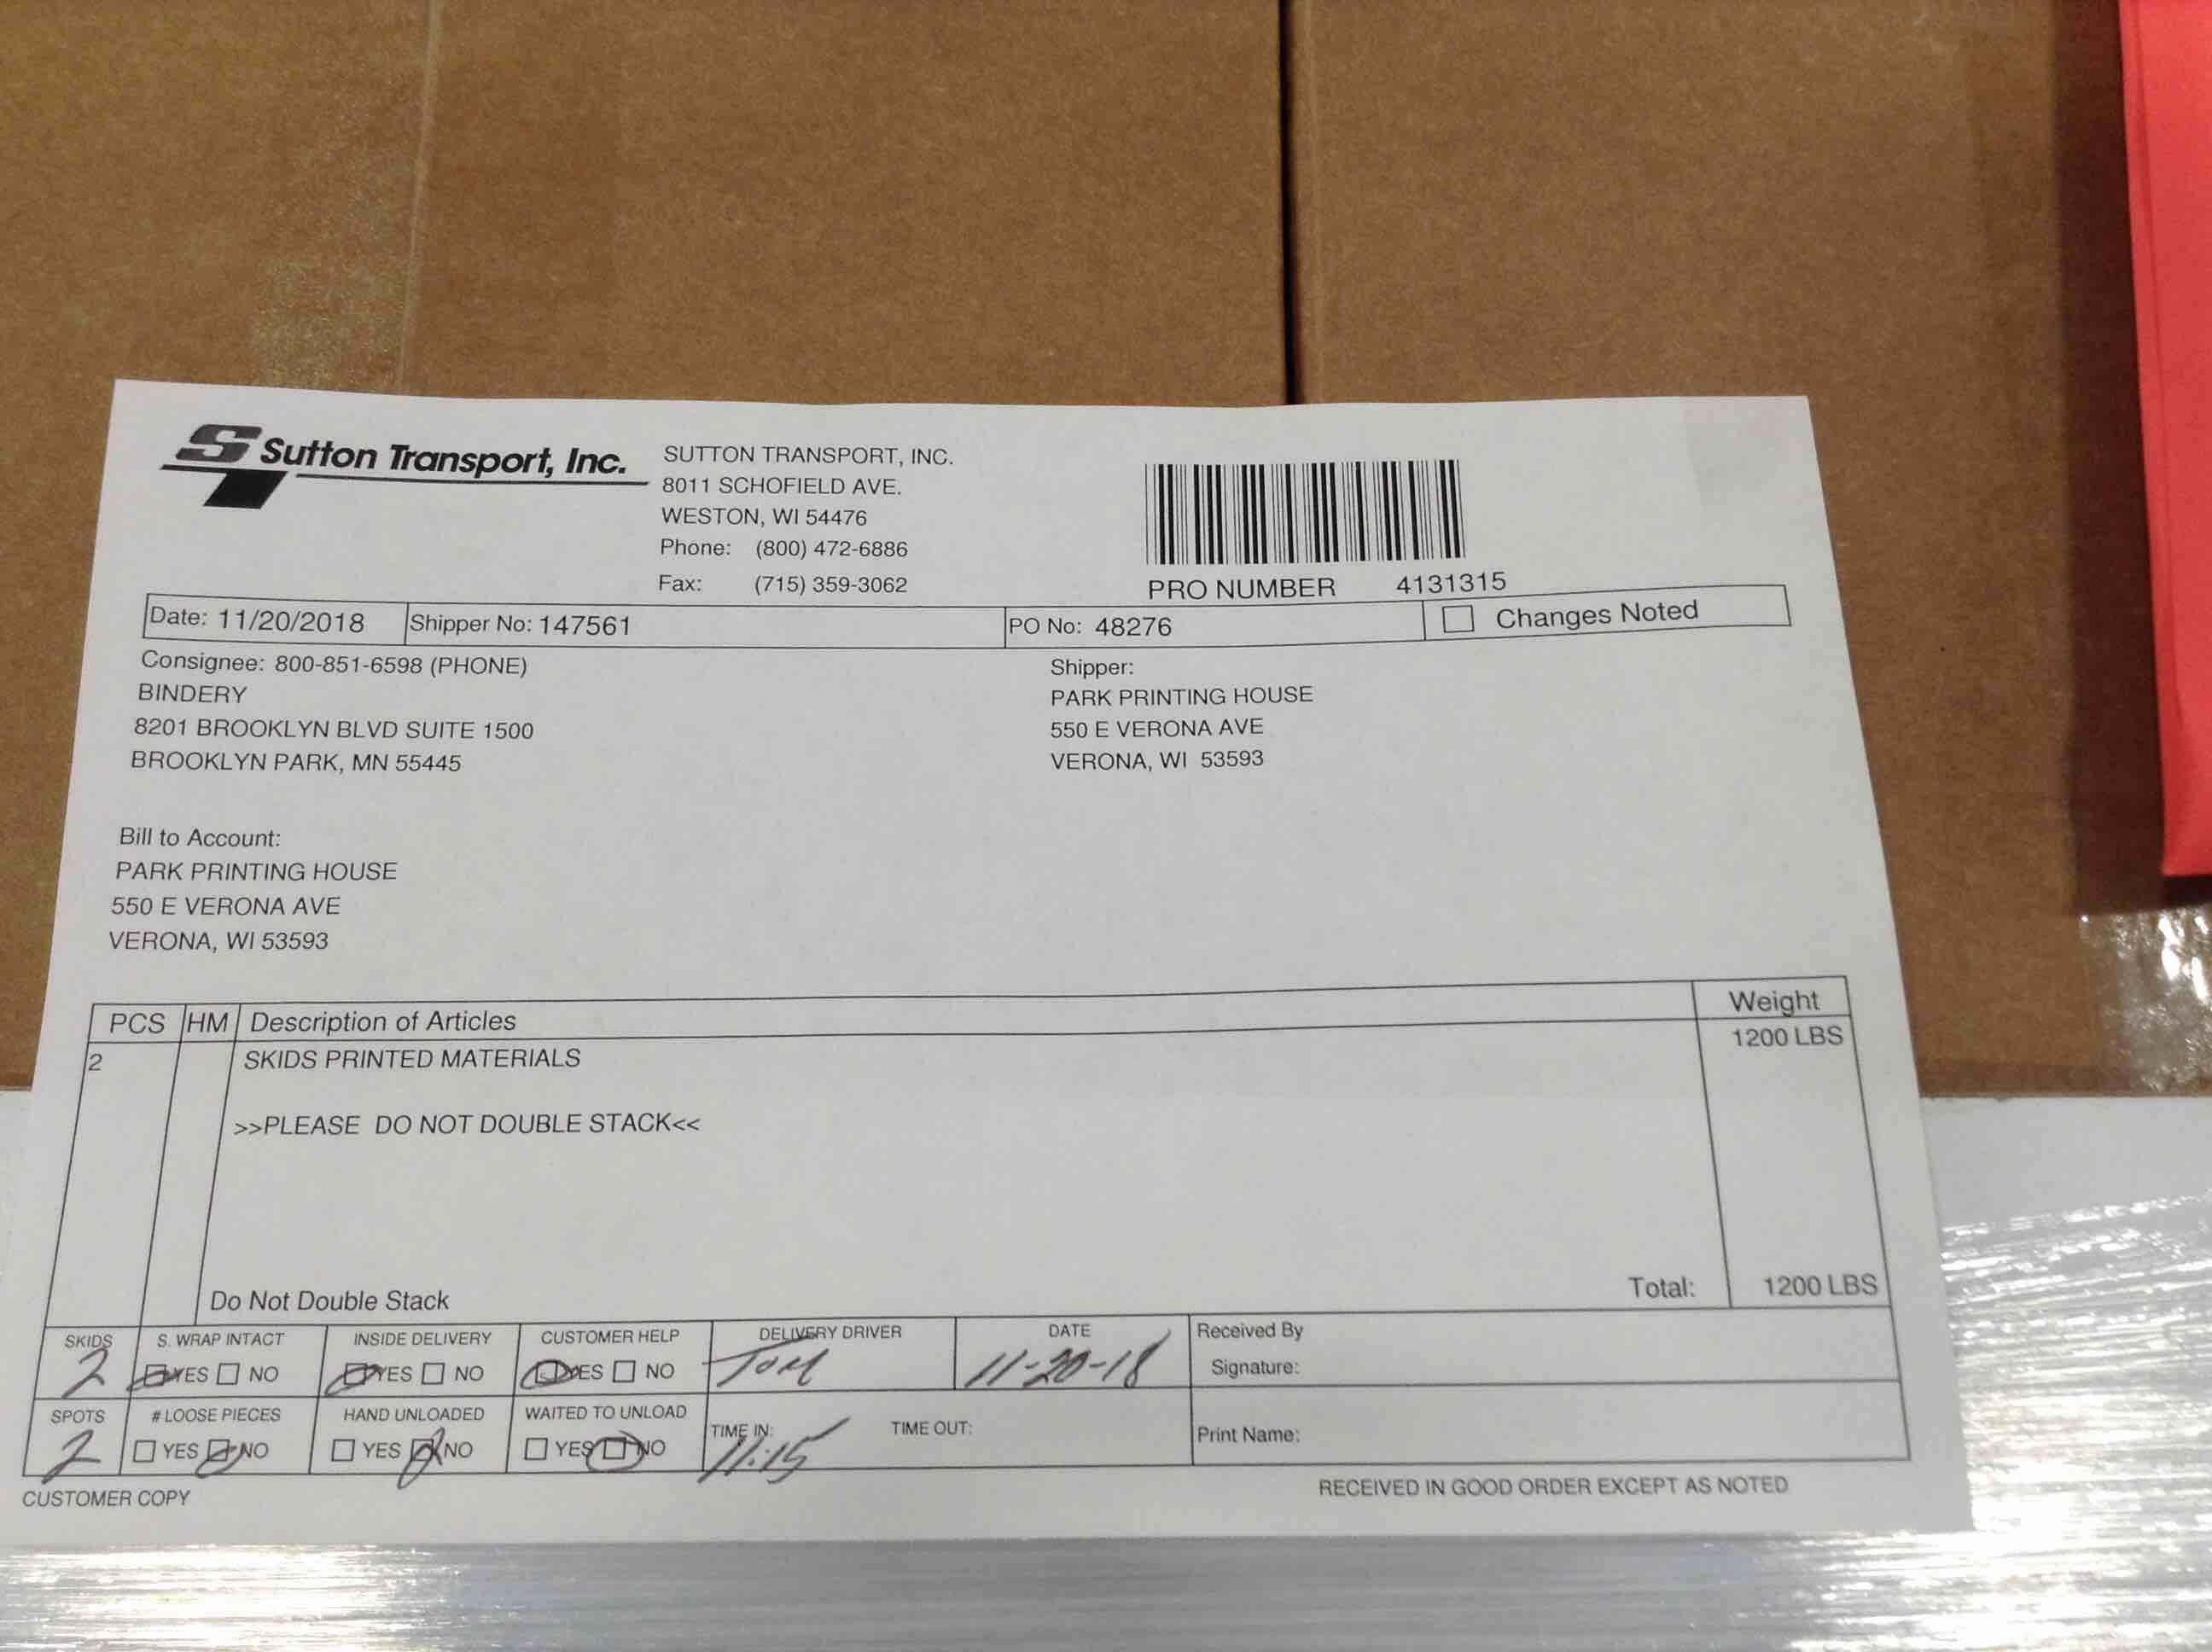 S Sutton Transport, Inc.
SUTTON TRANSPORT, INC.
8011 SCHOFIELD AVE.
WESTON, WI 54476
Phone: (800) 472-6886
Fax: (715) 359-3062
PRO NUMBER 4131315
Date: 11/20/2018 Shipper No: 147561 PO No: 48276 Changes Noted
Consignee: 800-851-6598 (PHONE)
BINDERY
8201 BROOKLYN BLVD SUITE 1500
BROOKLYN PARK, MN 55445
Shipper:
PARK PRINTING HOUSE
550 E VERONA AVE
VERONA, WI 53593
Bill to Account:
PARK PRINTING HOUSE
550 E VERONA AVE
VERONA, WI 53593
PCS HM Description of Articles Weight
2 SKIDS PRINTED MATERIALS 1200 LBS
>>PLEASE DO NOT DOUBLE STACK<<
Do Not Double Stack Total: 1200 LBS
SKIDS S. WRAP INTACT INSIDE DELIVERY CUSTOMER HELP DELIVERY DRIVER DATE Received By
2 YES NO YES NO YES NO TOM 11-20-18 Signature:
SPOTS # LOOSE PIECES HAND UNLOADED WAITED TO UNLOAD TIME IN: TIME OUT:
2 YES NO YES NO YES NO 11:15 Print Name:
CUSTOMER COPY RECEIVED IN GOOD ORDER EXCEPT AS NOTED